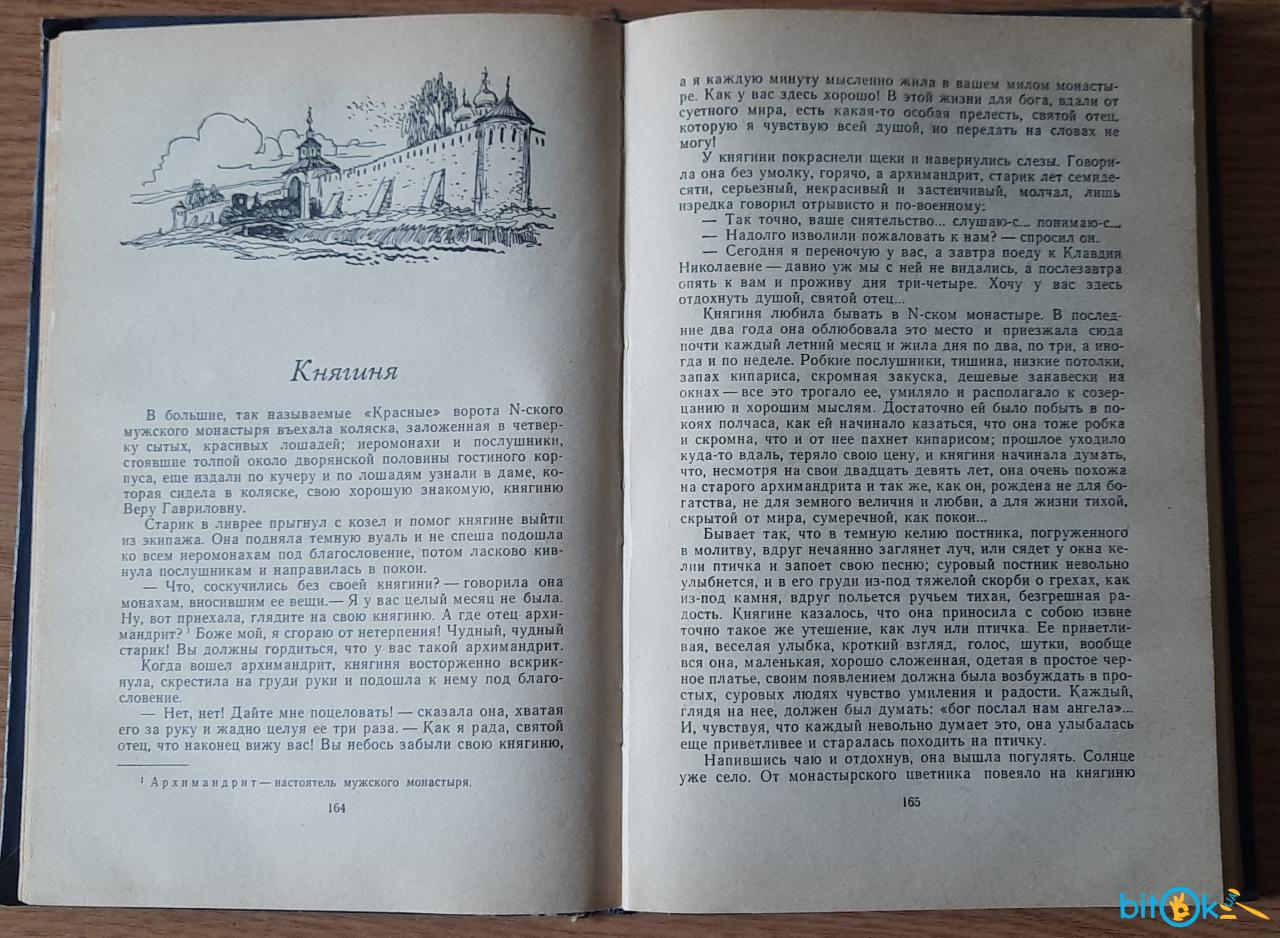 Княгиня
В большие, так называемые «Красные» ворота N-ского
мужского монастыря въехала коляска, заложенная в четвер-
ку сытых, красивых лошадей; иеромонахи и послушники,
стоявшие толпой около дворянской половины гостиного кор-
пуса, еще издали по кучеру и по лошадям узнали в даме, ко-
торая сидела в коляске, свою хорошую знакомую, княгиню
Веру Гавриловну.
Старик в ливрее прыгнул с козел и помог княгине выйти
из экипажа. Она подняла темную вуаль и не спеша подошла
ко всем иеромонахам под благословение, потом ласково кив-
нула послушникам и направилась в покои.
— Что, соскучились без своей княгини? — говорила она
монахам, вносившим ее вещи.— Я у вас целый месяц не была.
Ну, вот приехала, глядите на свою княгиню. А где отец архи-
мандрит? ¹ Боже мой, я сгораю от нетерпения! Чудный, чудный
старик! Вы должны гордиться, что у вас такой архимандрит.
Когда вошел архимандрит, княгиня восторженно вскрик-
нула, скрестила на груди руки и подошла к нему под благо-
словение.
— Нет, нет! Дайте мне поцеловать! — сказала она, хватая
его за руку и жадно целуя ее три раза. — Как я рада, святой
отец, что наконец вижу вас! Вы небось забыли свою княгиню,
¹ Архимандрит — настоятель мужского монастыря.
164
а я каждую минуту мысленно жила в вашем милом монасты-
ре. Как у вас здесь хорошо! В этой жизни для бога, вдали от
суетного мира, есть какая-то особая прелесть, святой отец,
которую я чувствую всей душой, но передать на словах не
могу!
У княгини покраснели щеки и навернулись слезы. Говори-
ла она без умолку, горячо, а архимандрит, старик лет семиде-
сяти, серьезный, некрасивый и застенчивый, молчал, лишь
изредка говорил отрывисто и по-военному:
— Так точно, ваше сиятельство... слушаю-с... понимаю-с...
— Надолго изволили пожаловать к нам? — спросил он.
— Сегодня я переночую у вас, а завтра поеду к Клавдии
Николаевне — давно уж мы с ней не видались, а послезавтра
опять к вам и проживу дня три-четыре. Хочу у вас здесь
отдохнуть душой, святой отец...
Княгиня любила бывать в N-ском монастыре. В послед-
ние два года она облюбовала это место и приезжала сюда
почти каждый летний месяц и жила дня по два, по три, а ино-
гда и по неделе. Робкие послушники, тишина, низкие потолки,
запах кипариса, скромная закуска, дешевые занавески на
окнах — все это трогало ее, умиляло и располагало к созер-
цанию и хорошим мыслям. Достаточно ей было побыть в по-
коях полчаса, как ей начинало казаться, что она тоже робка
и скромна, что и от нее пахнет кипарисом; прошлое уходило
куда-то вдаль, теряло свою цену, и княгиня начинала думать,
что, несмотря на свои двадцать девять лет, она очень похожа
на старого архимандрита и так же, как он, рождена не для бо-
гатства, не для земного величия и любви, а для жизни тихой,
скрытой от мира, сумеречной, как покои...
Бывает так, что в темную келию постника, погруженного
в молитву, вдруг нечаянно заглянет луч, или сядет у окна ке-
лии птичка и запоет свою песню; суровый постник невольно
улыбнется, и в его груди из-под тяжелой скорби о грехах, как
из-под камня, вдруг польется ручьем тихая, безгрешная ра-
дость. Княгине казалось, что она приносила с собою извне
точно такое же утешение, как луч или птичка. Ее приветли-
вая, веселая улыбка, кроткий взгляд, голос, шутки, вообще
вся она, маленькая, хорошо сложенная, одетая в простое чер-
ное платье, своим появлением должна была возбуждать в про-
стых, суровых людях чувство умиления и радости. Каждый,
глядя на нее, должен был думать: «бог послал нам ангела»...
И, чувствуя, что каждый невольно думает это, она улыбалась
еще приветливее и старалась походить на птичку.
Напившись чаю и отдохнув, она вышла погулять. Солнце
уже село. От монастырского цветника повеяло на княгиню
165
bitOk